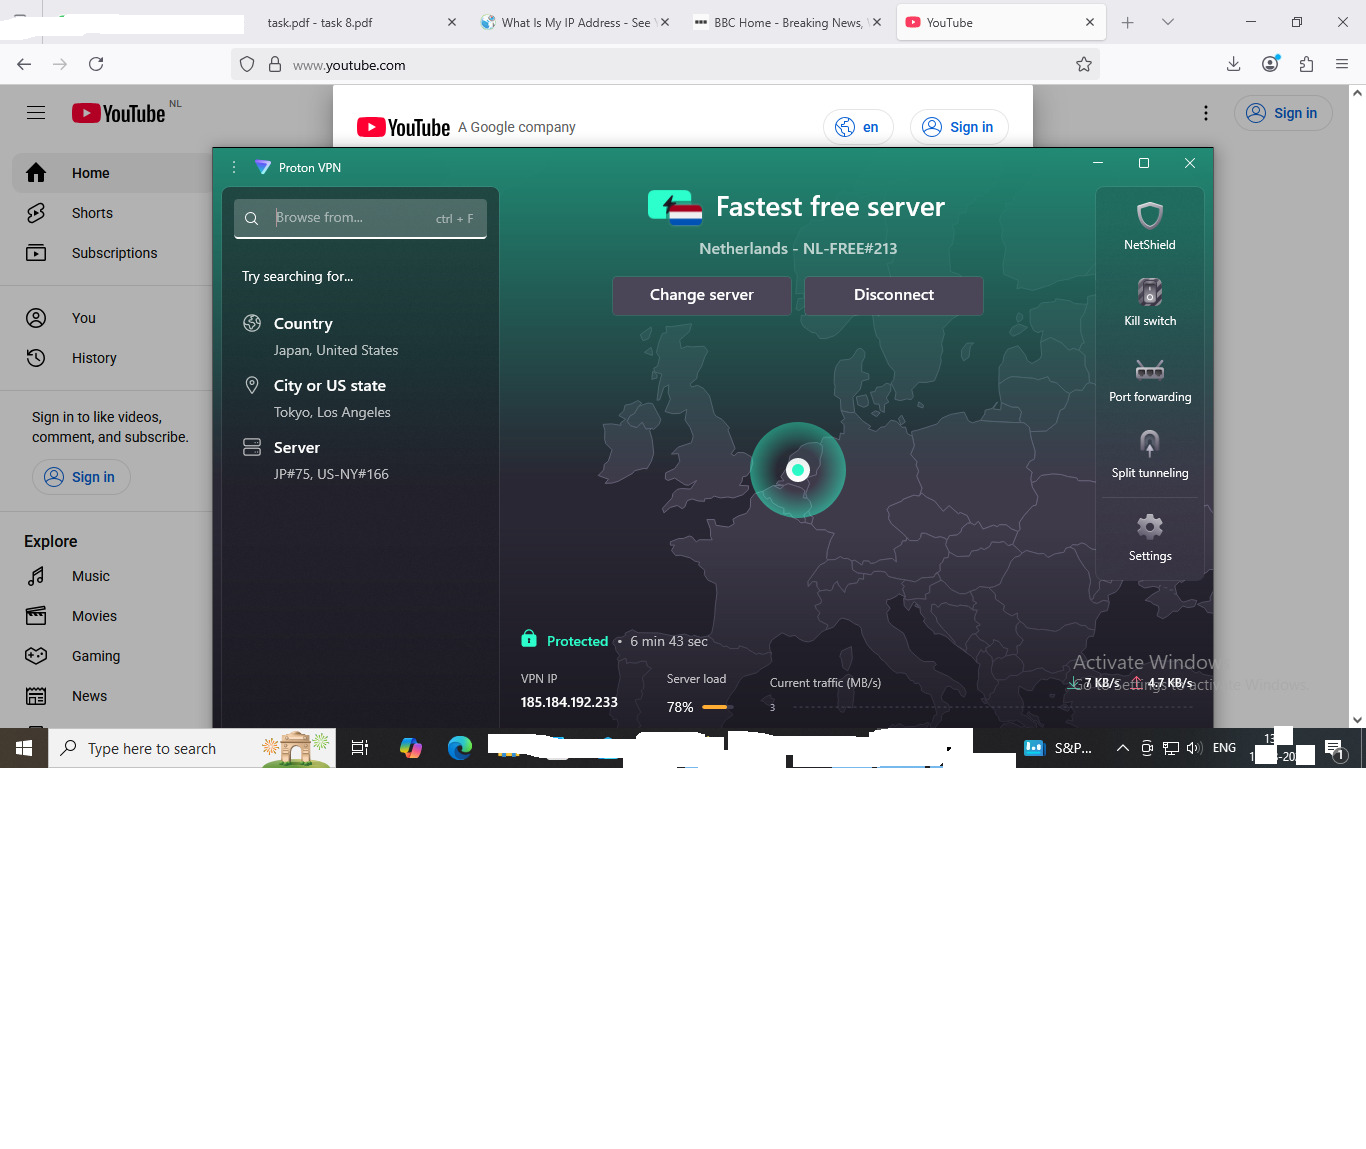 task.pdf - task 8.pdf
What Is My IP Address - See
BBC Home - Breaking News,
YouTube
www.youtube.com
YouTube NL
YouTube A Google company
en
Sign in
Sign in
Home
Shorts
Subscriptions
You
History
Sign in to like videos,
comment, and subscribe.
Sign in
Explore
Music
Movies
Gaming
News
Proton VPN
Browse from...
ctrl + F
Try searching for...
Country
Japan, United States
City or US state
Tokyo, Los Angeles
Server
JP#75, US-NY#166
Fastest free server
Netherlands - NL-FREE#213
Change server
Disconnect
NetShield
Kill switch
Port forwarding
Split tunneling
Settings
Protected • 6 min 43 sec
VPN IP
185.184.192.233
Server load
78%
Current traffic (MB/s)
3
7 KB/s
4.7 KB/s
Activate Windows
Go to Settings to activate Windows.
Type here to search
S&P...
ENG
1